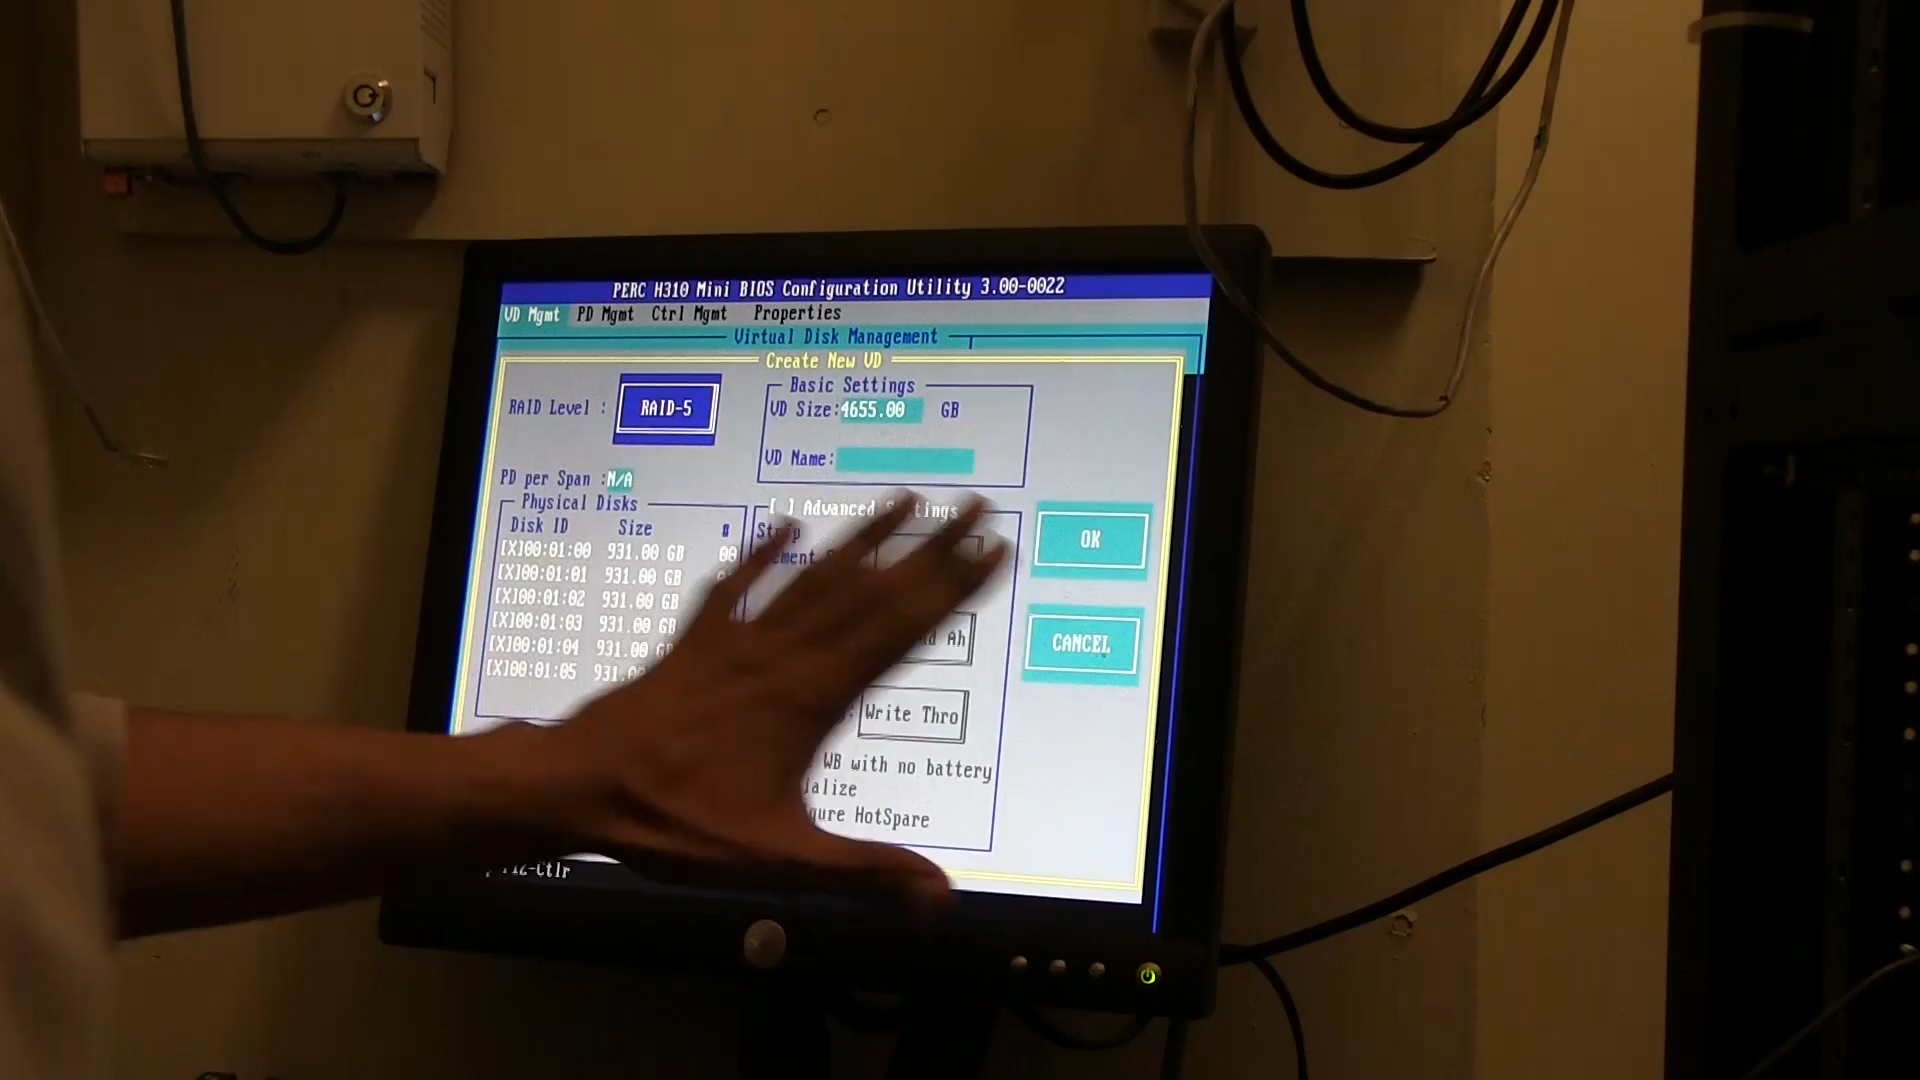 PERC H310 Mini BIOS Configuration Utility 3.00-0022
VD Mgmt PD Mgmt Ctrl Mgmt Properties
Virtual Disk Management
Create New VD
RAID Level : RAID-5
Basic Settings
VD Size: 4655.00 GB
VD Name:
PD per Span : N/A
Physical Disks
Disk ID Size #
[X]00:01:00 931.00 GB 00
[X]00:01:01 931.00 GB
[X]00:01:02 931.00 GB
[X]00:01:03 931.00 GB
[X]00:01:04 931.00
[X]00:01:05
[ ] Advanced
Ah
Write Thro
WB with no battery
HotSpare
OK
CANCEL
-Ctlr